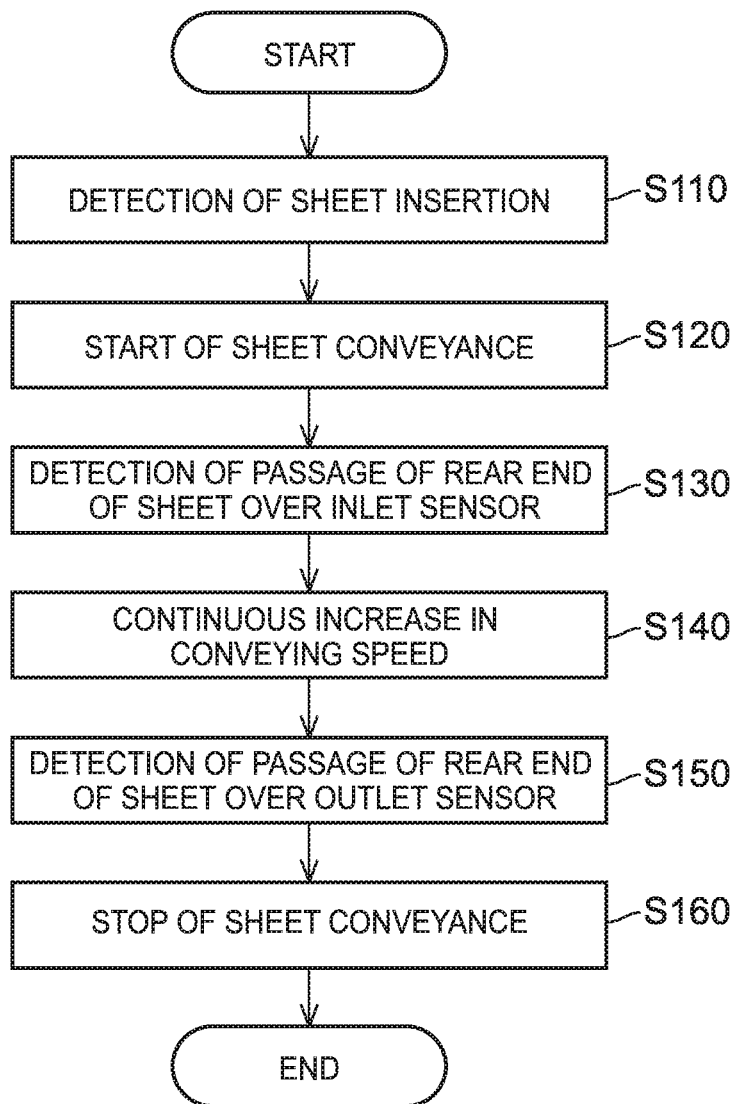 START
DETECTION OF SHEET INSERTION
S110
START OF SHEET CONVEYANCE
S120
DETECTION OF PASSAGE OF REAR END
OF SHEET OVER INLET SENSOR
S130
CONTINUOUS INCREASE IN
CONVEYING SPEED
S140
DETECTION OF PASSAGE OF REAR END
OF SHEET OVER OUTLET SENSOR
S150
STOP OF SHEET CONVEYANCE
S160
END